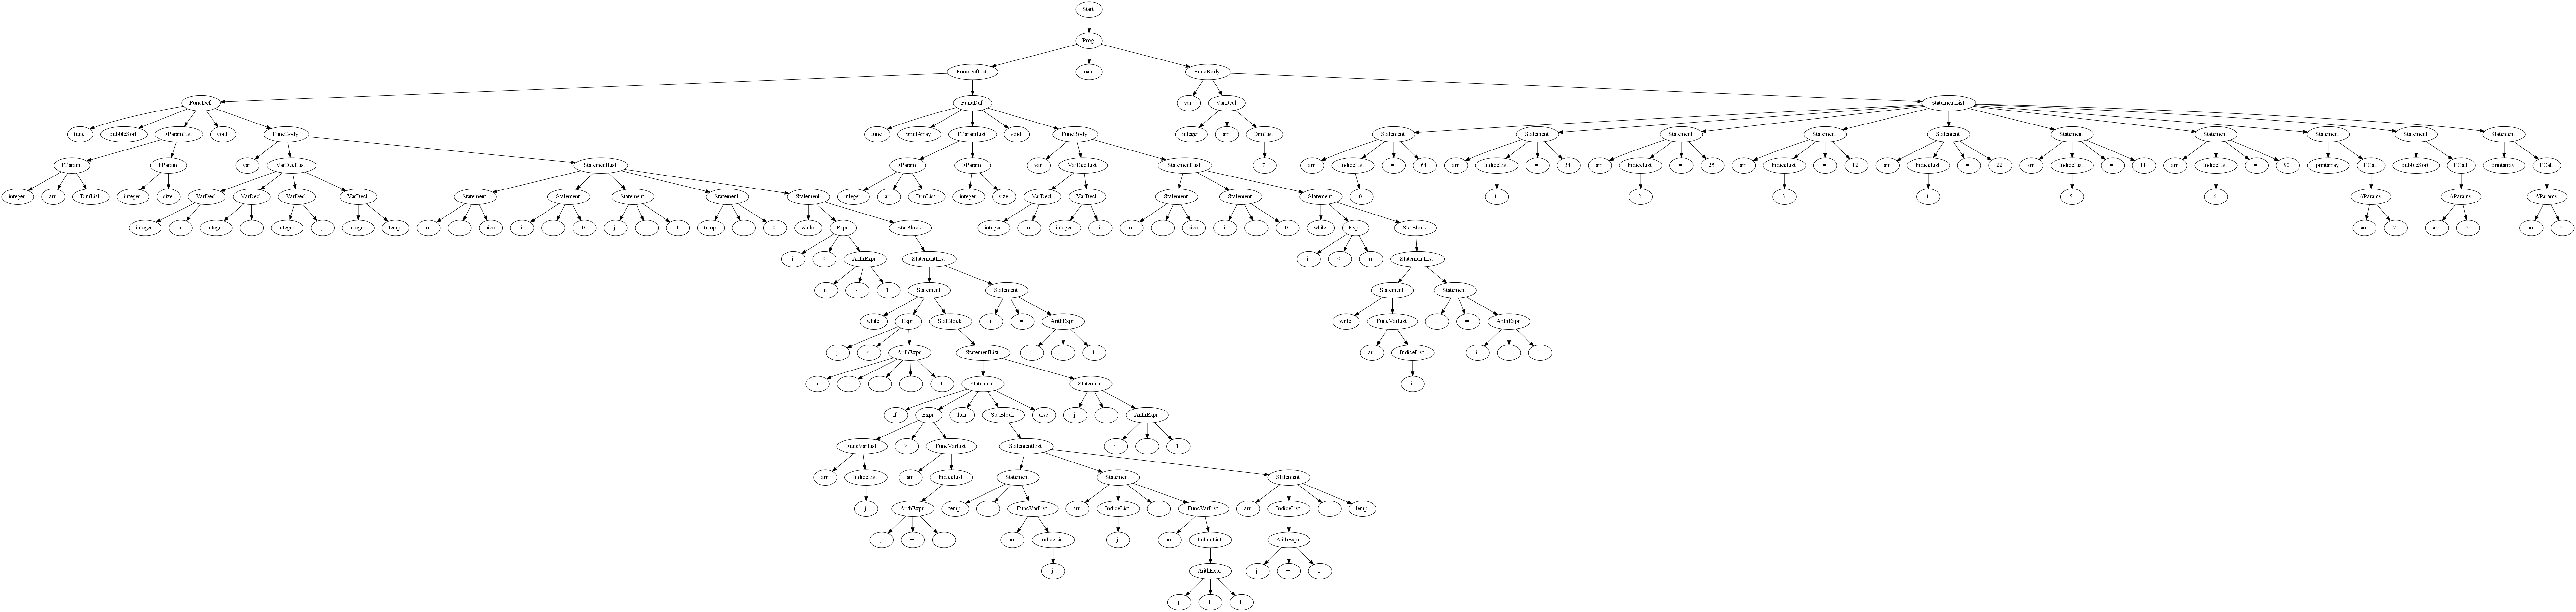 Start
Prog
FuncDefList main FuncBody
FuncDef FuncDef var VarDecl StatementList
func bubbleSort FParamList void FuncBody func printArray FParamList void FuncBody integer arr DimList Statement Statement Statement Statement Statement Statement Statement Statement Statement Statement
FParam FParam var VarDeclList StatementList FParam FParam var VarDeclList StatementList 7 arr IndiceList = 64 arr IndiceList = 34 arr IndiceList = 25 arr IndiceList = 12 arr IndiceList = 22 arr IndiceList = 11 arr IndiceList = 90 printarray FCall bubbleSort FCall printarray FCall
integer arr DimList integer size VarDecl VarDecl VarDecl VarDecl Statement Statement Statement Statement Statement integer arr DimList integer size VarDecl VarDecl Statement Statement Statement 0 1 2 3 4 5 6 AParams AParams AParams
integer n integer i integer j integer temp n = size i = 0 j = 0 temp = 0 while Expr StatBlock integer n integer i n = size i = 0 while Expr StatBlock arr 7 arr 7 arr 7
i < ArithExpr StatementList i < n StatementList
n - 1 Statement Statement Statement Statement
while Expr StatBlock i = ArithExpr write FuncVarList i = ArithExpr
j < ArithExpr StatementList i + 1 arr IndiceList i + 1
n - i - 1 Statement Statement i
if Expr then StatBlock else j = ArithExpr
FuncVarList > FuncVarList StatementList j + 1
arr IndiceList arr IndiceList Statement Statement Statement
j ArithExpr temp = FuncVarList arr IndiceList = FuncVarList arr IndiceList = temp
j + 1 arr IndiceList j arr IndiceList ArithExpr
j ArithExpr j + 1
j + 1